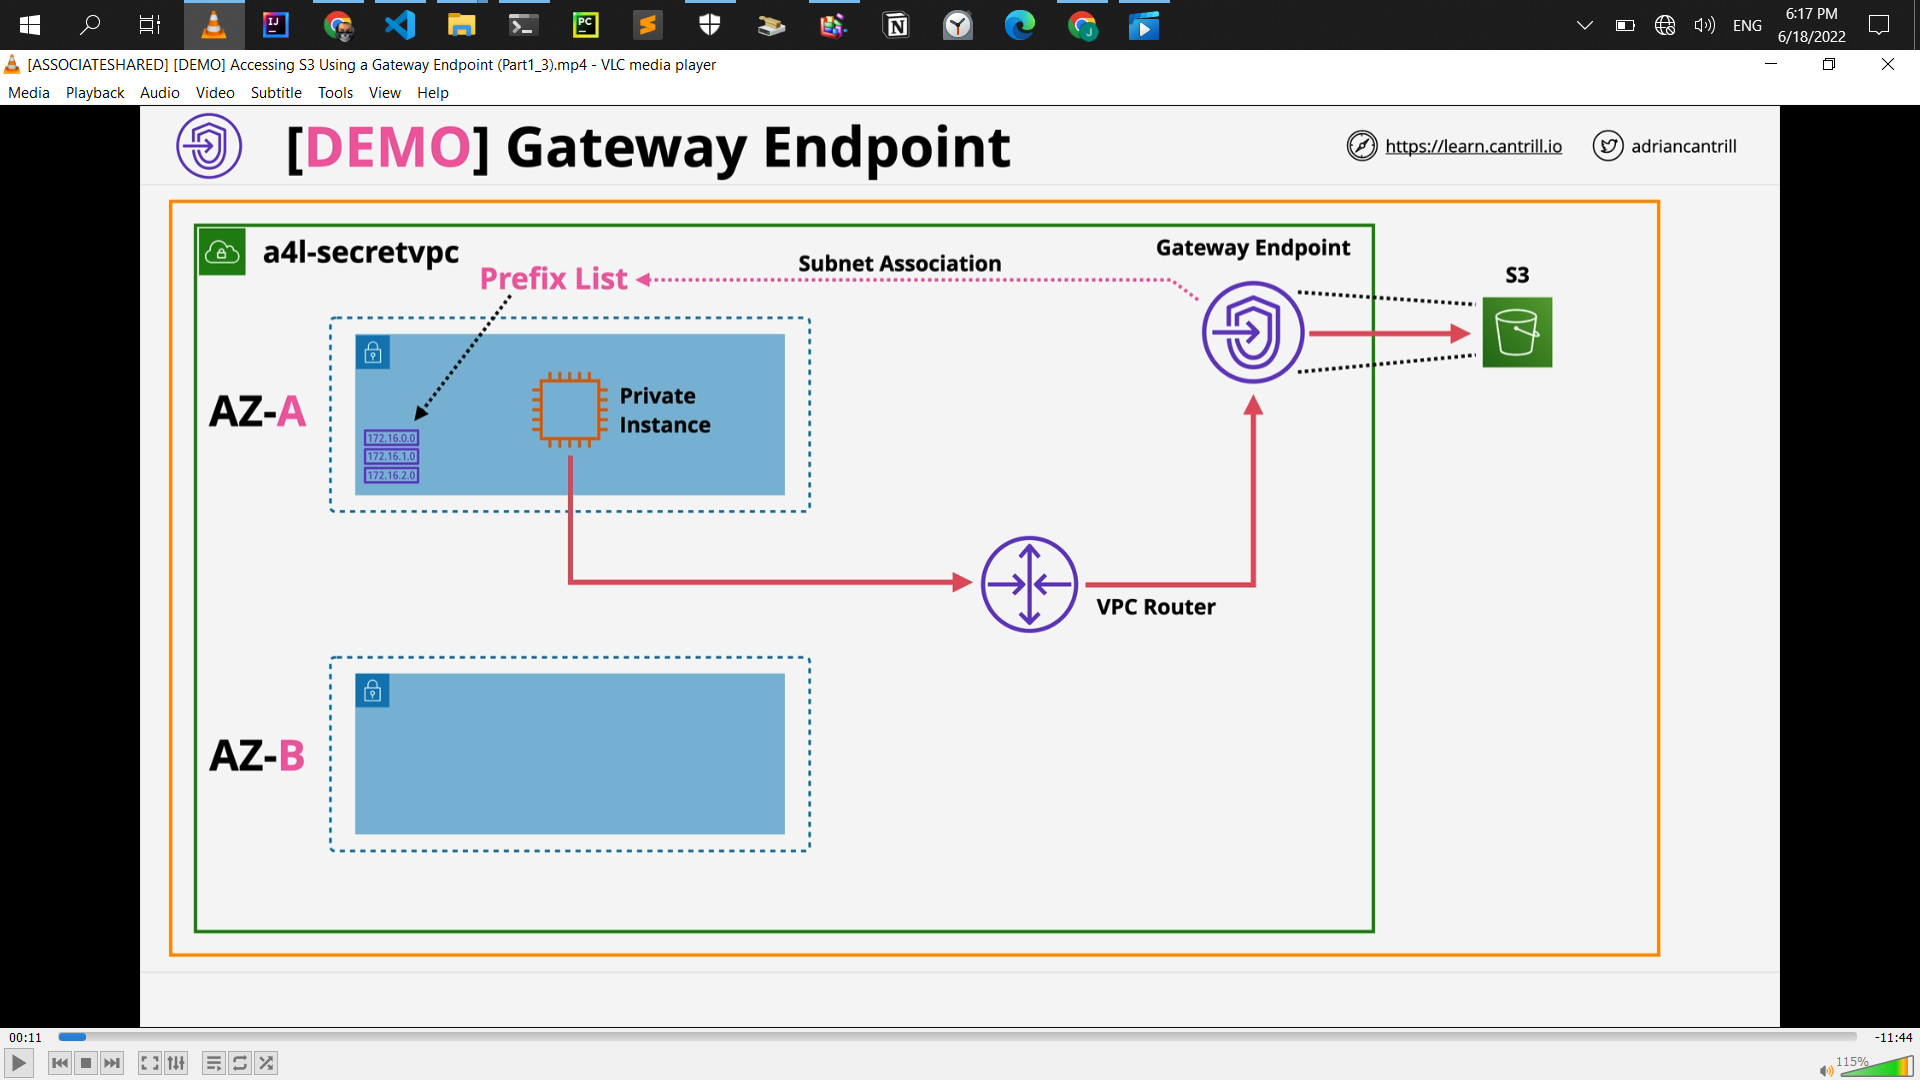 ENG
6:17 PM
6/18/2022
[ASSOCIATESHARED] [DEMO] Accessing S3 Using a Gateway Endpoint (Part1_3).mp4 - VLC media player
Media Playback Audio Video Subtitle Tools View Help
[DEMO] Gateway Endpoint
https://learn.cantrill.io
adriancantrill
a4l-secretvpc
Prefix List
Subnet Association
Gateway Endpoint
S3
AZ-A
Private
Instance
172.16.0.0
172.16.1.0
172.16.2.0
VPC Router
AZ-B
00:11
-11:44
115%